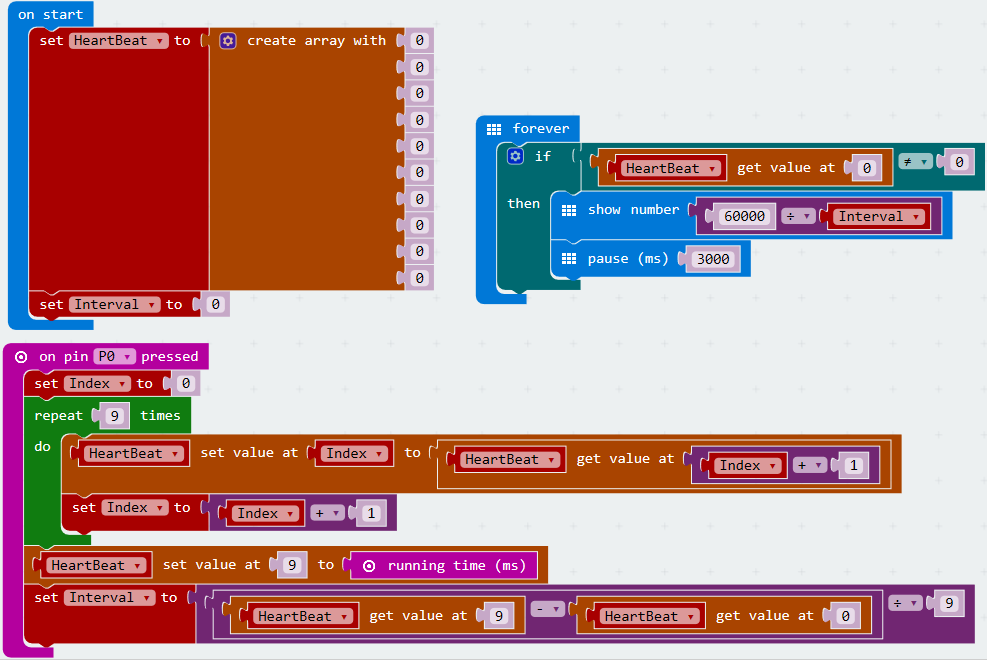 on start
set HeartBeat to create array with 0
0
0
0
0
0
0
0
0
0
set Interval to 0
forever
if HeartBeat get value at 0 ≠ 0
then show number 60000 ÷ Interval
pause (ms) 3000
on pin P0 pressed
set Index to 0
repeat 9 times
do HeartBeat set value at Index to HeartBeat get value at Index + 1
set Index to Index + 1
HeartBeat set value at 9 to running time (ms)
set Interval to HeartBeat get value at 9 - HeartBeat get value at 0 ÷ 9